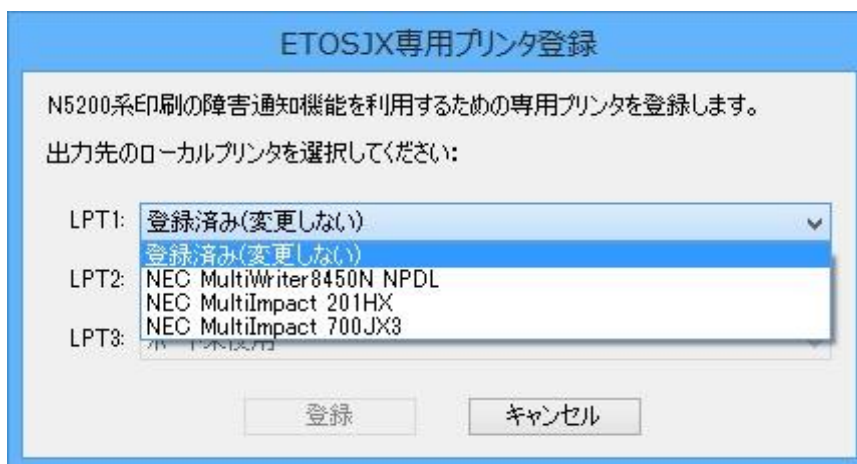 ETOSJX専用プリンタ登録
N5200系印刷の障害通知機能を利用するための専用プリンタを登録します。
出力先のローカルプリンタを選択してください:
LPT1: 登録済み(変更しない)
登録済み(変更しない)
LPT2: NEC MultiWriter8450N NPDL
NEC MultiImpact 201HX
NEC MultiImpact 700JX3
LPT3:
登録 キャンセル